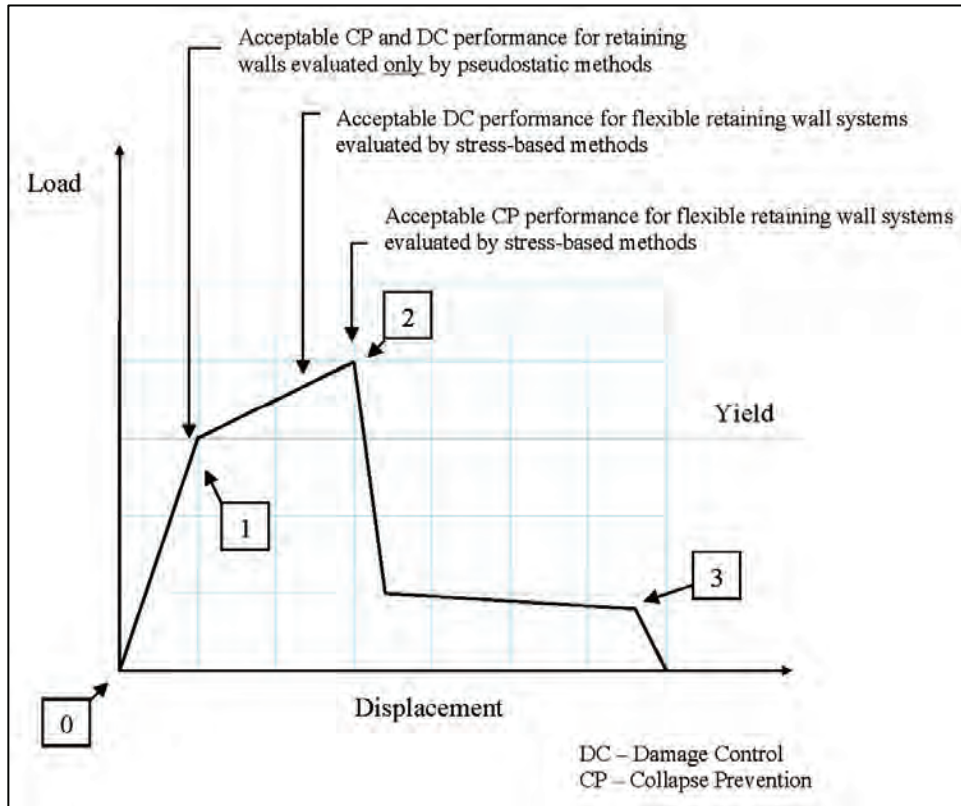 Acceptable CP and DC performance for retaining
walls evaluated only by pseudostatic methods
Acceptable DC performance for flexible retaining wall systems
evaluated by stress-based methods
Load
Acceptable CP performance for flexible retaining wall systems
evaluated by stress-based methods
2
Yield
1
3
0
Displacement
DC – Damage Control
CP – Collapse Prevention